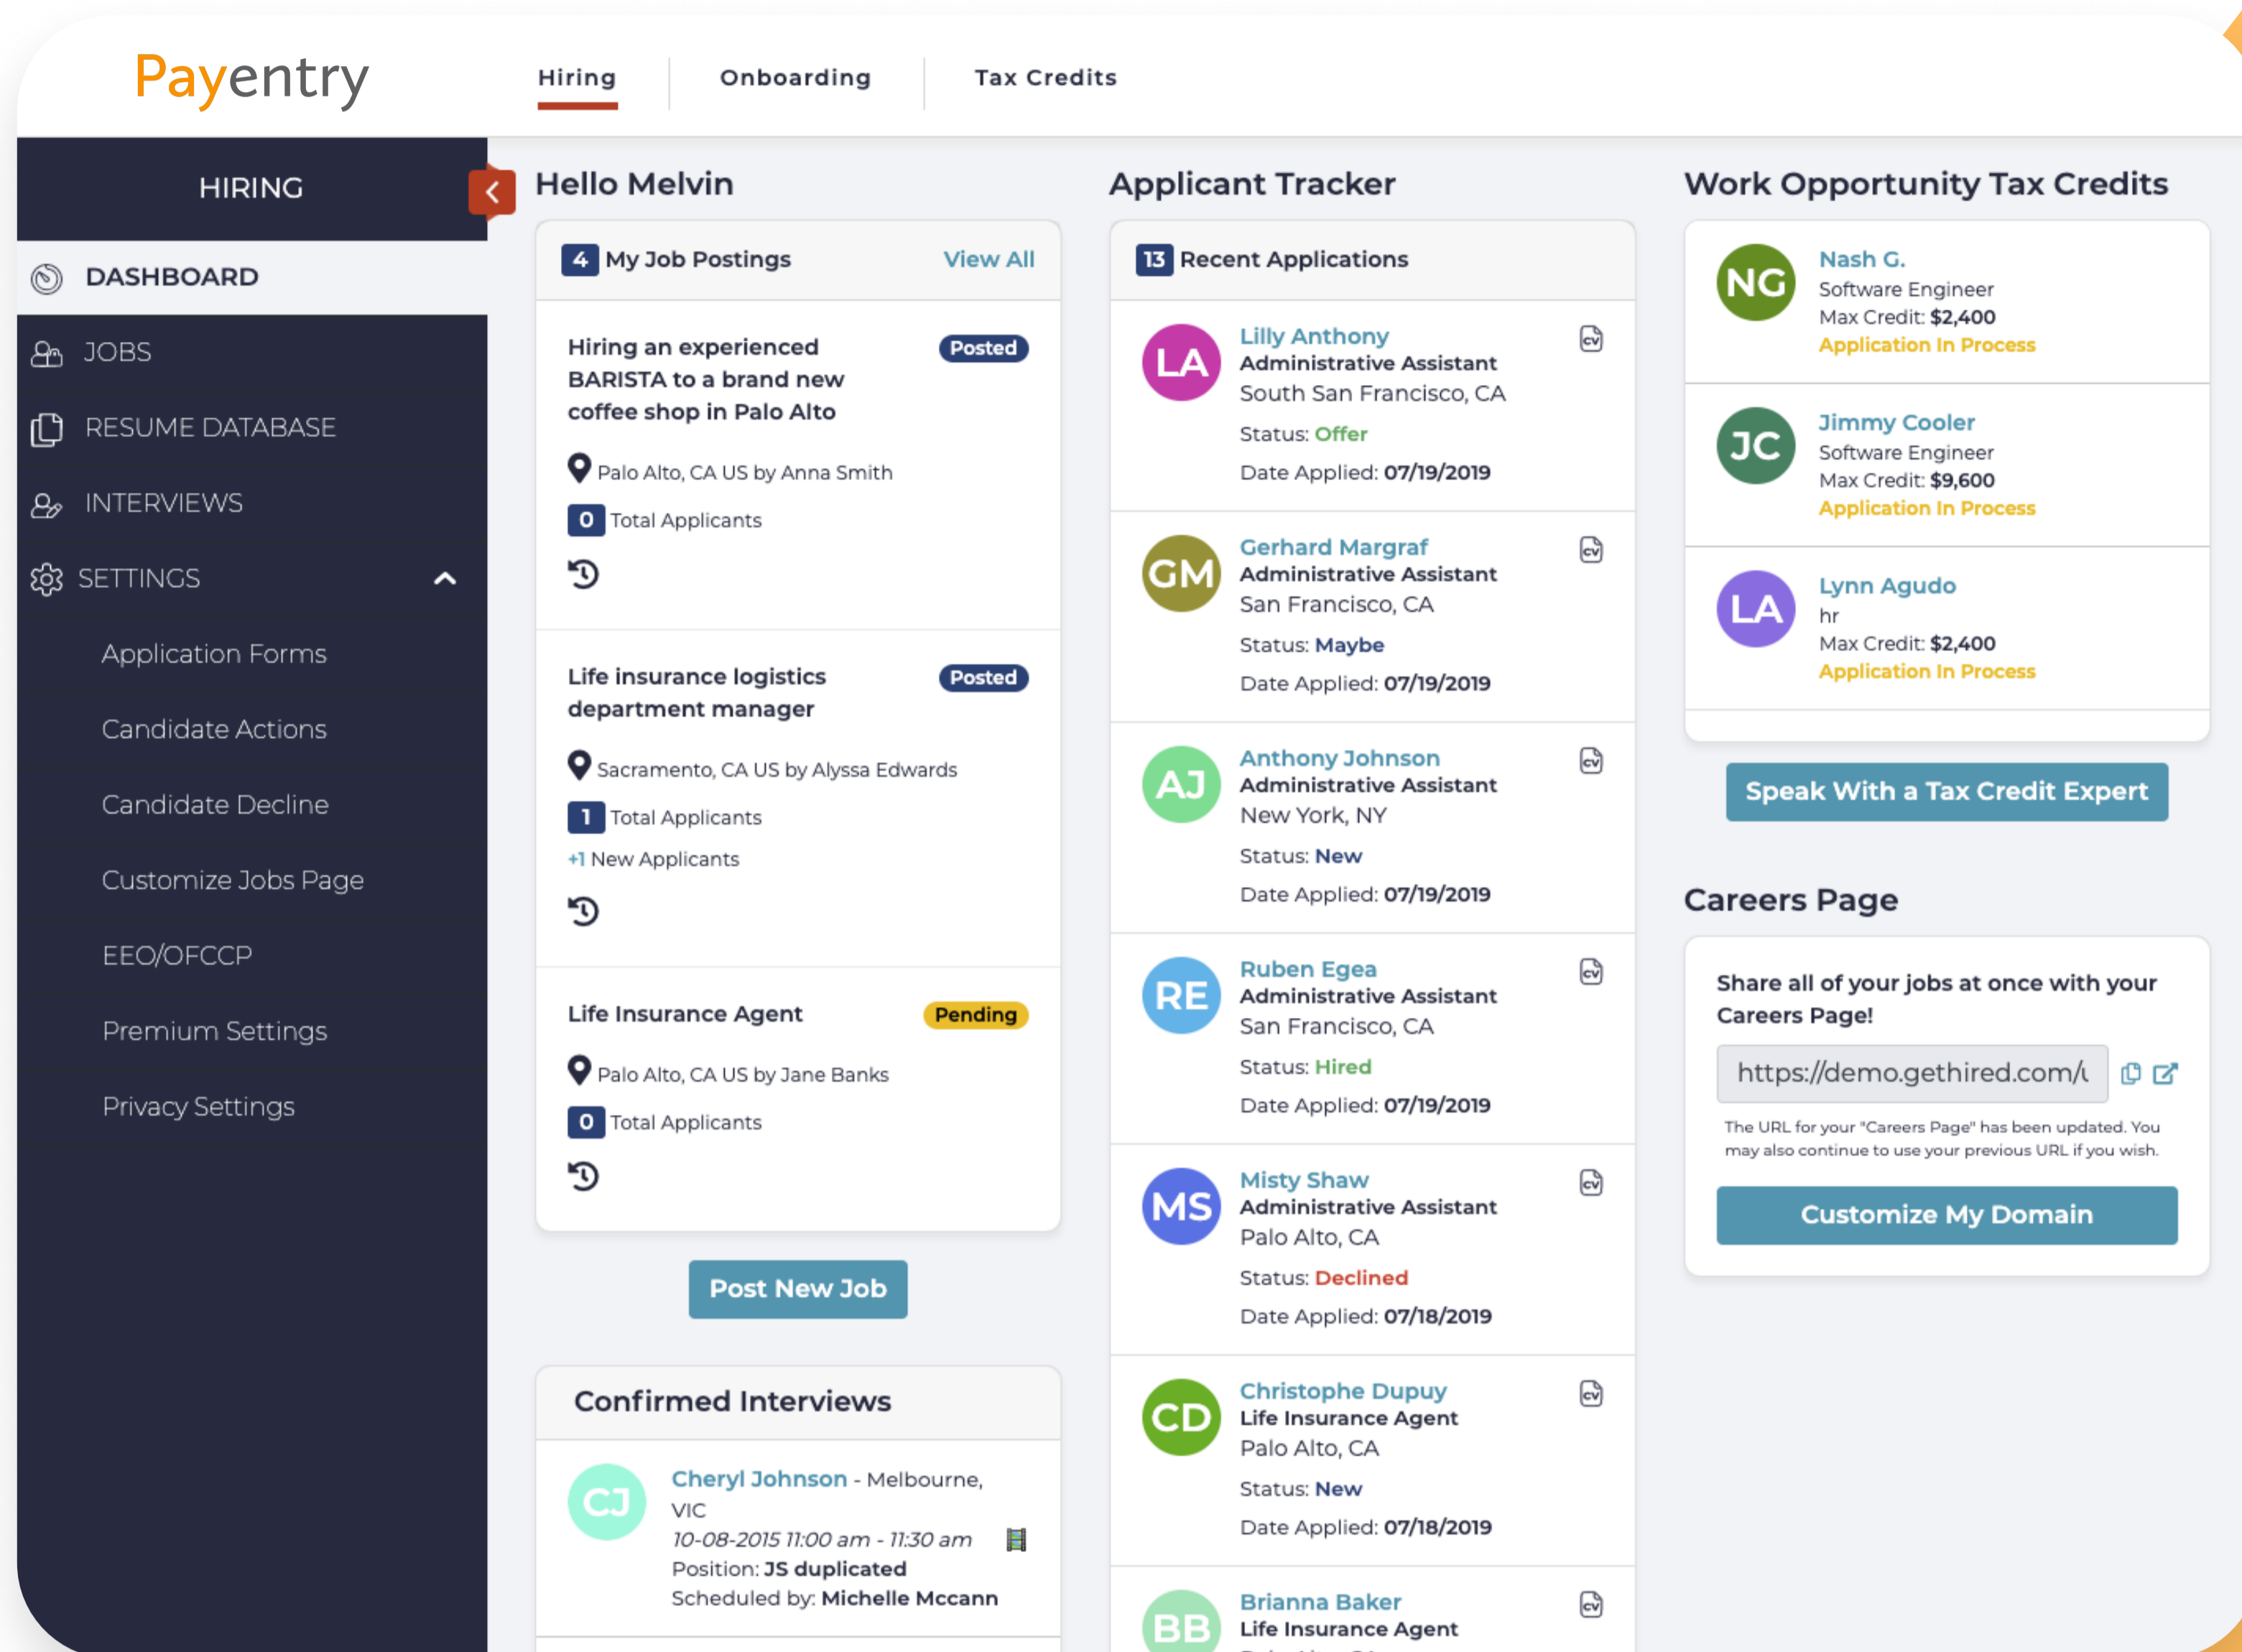 Payentry
Hiring
Onboarding
Tax Credits
HIRING
DASHBOARD
JOBS
RESUME DATABASE
INTERVIEWS
SETTINGS
Application Forms
Candidate Actions
Candidate Decline
Customize Jobs Page
EEO/OFCCP
Premium Settings
Privacy Settings
Hello Melvin
4 My Job Postings
View All
Hiring an experienced
BARISTA to a brand new
coffee shop in Palo Alto
Posted
Palo Alto, CA US by Anna Smith
0 Total Applicants
Life insurance logistics
department manager
Posted
Sacramento, CA US by Alyssa Edwards
1 Total Applicants
+1 New Applicants
Life Insurance Agent
Pending
Palo Alto, CA US by Jane Banks
0 Total Applicants
Post New Job
Confirmed Interviews
CJ
Cheryl Johnson - Melbourne,
VIC
10-08-2015 11:00 am - 11:30 am
Position: JS duplicated
Scheduled by: Michelle Mccann
Applicant Tracker
13 Recent Applications
LA
Lilly Anthony
cv
Administrative Assistant
South San Francisco, CA
Status: Offer
Date Applied: 07/19/2019
GM
Gerhard Margraf
cv
Administrative Assistant
San Francisco, CA
Status: Maybe
Date Applied: 07/19/2019
AJ
Anthony Johnson
cv
Administrative Assistant
New York, NY
Status: New
Date Applied: 07/19/2019
RE
Ruben Egea
cv
Administrative Assistant
San Francisco, CA
Status: Hired
Date Applied: 07/19/2019
MS
Misty Shaw
cv
Administrative Assistant
Palo Alto, CA
Status: Declined
Date Applied: 07/18/2019
CD
Christophe Dupuy
cv
Life Insurance Agent
Palo Alto, CA
Status: New
Date Applied: 07/18/2019
BB
Brianna Baker
cv
Life Insurance Agent
Work Opportunity Tax Credits
NG
Nash G.
Software Engineer
Max Credit: $2,400
Application In Process
JC
Jimmy Cooler
Software Engineer
Max Credit: $9,600
Application In Process
LA
Lynn Agudo
hr
Max Credit: $2,400
Application In Process
Speak With a Tax Credit Expert
Careers Page
Share all of your jobs at once with your
Careers Page!
https://demo.gethired.com/
The URL for your "Careers Page" has been updated. You
may also continue to use your previous URL if you wish.
Customize My Domain